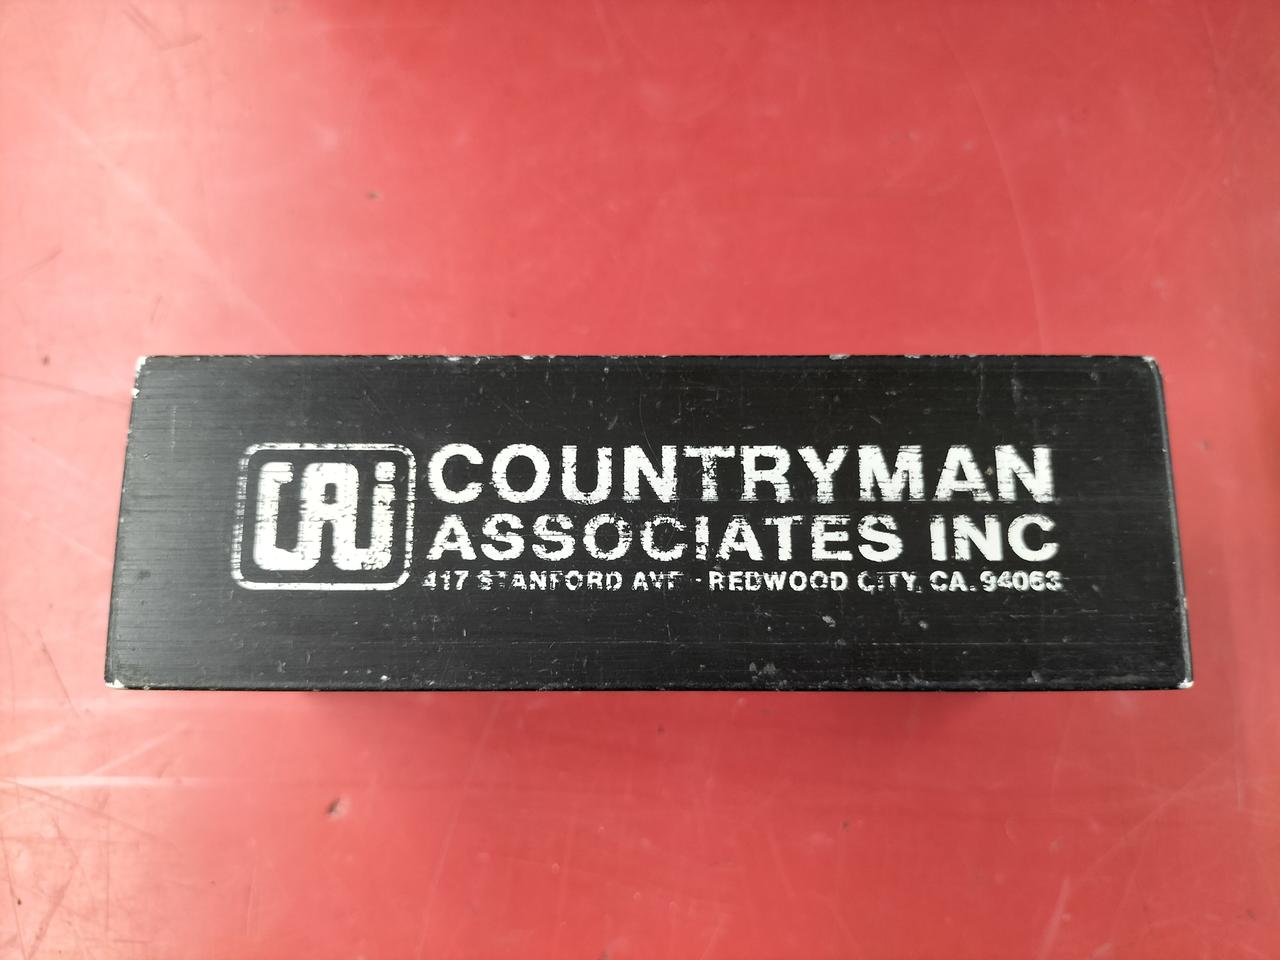 CAi
COUNTRYMAN
ASSOCIATES INC
417 STANFORD AVE - REDWOOD CITY, CA. 94063